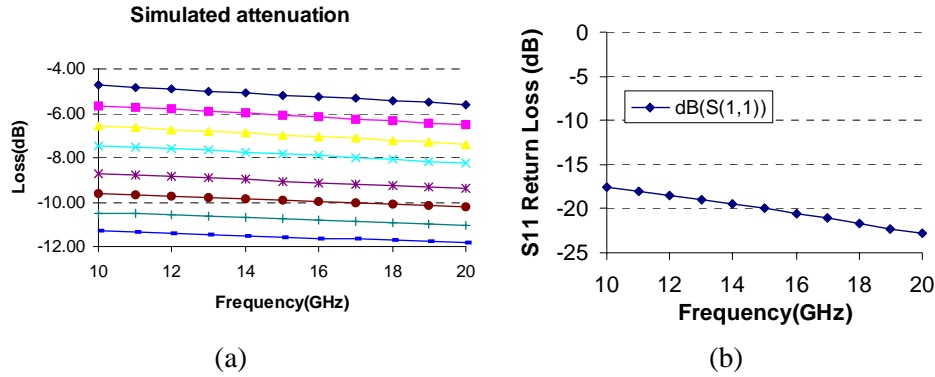 Simulated attenuation
-4.00
-6.00
-8.00
-10.00
-12.00
Loss(dB)
10 12 14 16 18 20
Frequency(GHz)
(a)
0
-5
-10
-15
-20
-25
S11 Return Loss (dB)
dB(S(1,1))
10 12 14 16 18 20
Frequency(GHz)
(b)